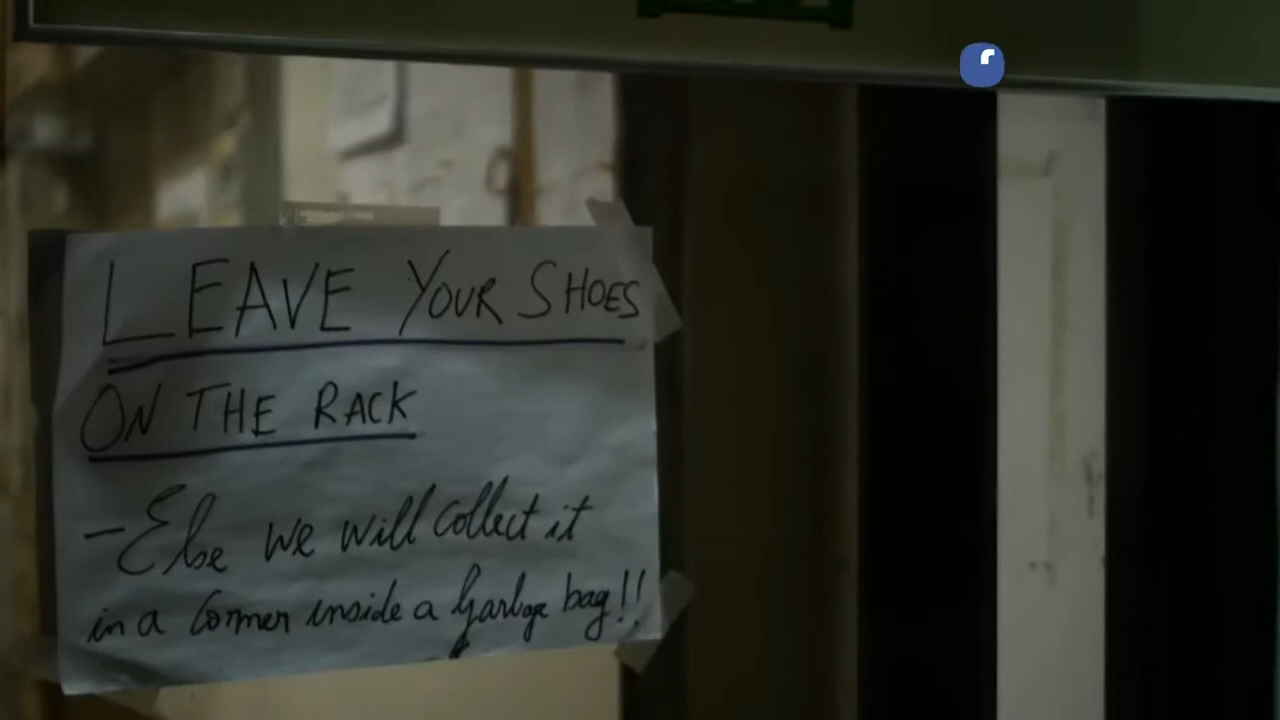 LEAVE YOUR SHOES
ON THE RACK
- Else we will collect it
in a corner inside a Garbage bag!!